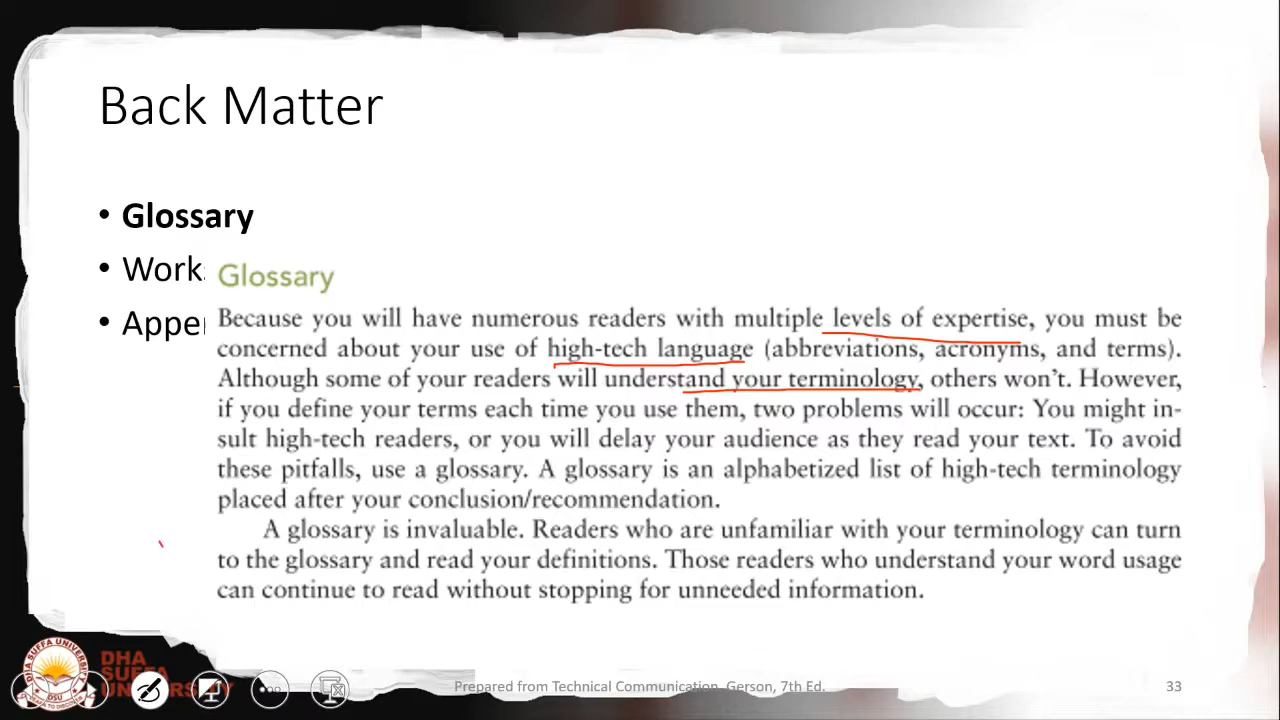 Back Matter
• Glossary
• Works
• Appen
Glossary
Because you will have numerous readers with multiple levels of expertise, you must be
concerned about your use of high-tech language (abbreviations, acronyms, and terms).
Although some of your readers will understand your terminology, others won't. However,
if you define your terms each time you use them, two problems will occur: You might in-
sult high-tech readers, or you will delay your audience as they read your text. To avoid
these pitfalls, use a glossary. A glossary is an alphabetized list of high-tech terminology
placed after your conclusion/recommendation.
A glossary is invaluable. Readers who are unfamiliar with your terminology can turn
to the glossary and read your definitions. Those readers who understand your word usage
can continue to read without stopping for unneeded information.
DHA
SUFFA
Prepared from Technical Communication, Gerson, 7th Ed.
33